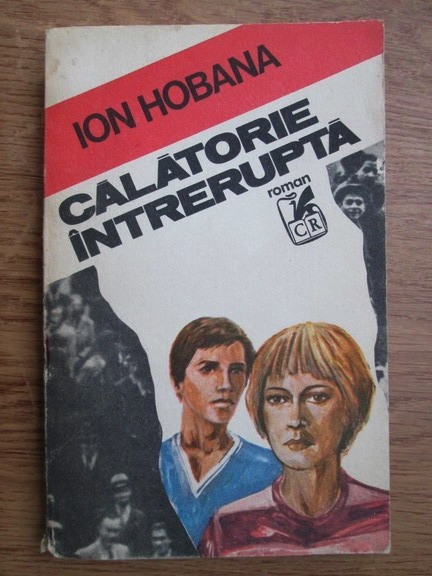 ION HOBANA
CĂLĂTORIE
ÎNTRERUPTĂ
roman
CR